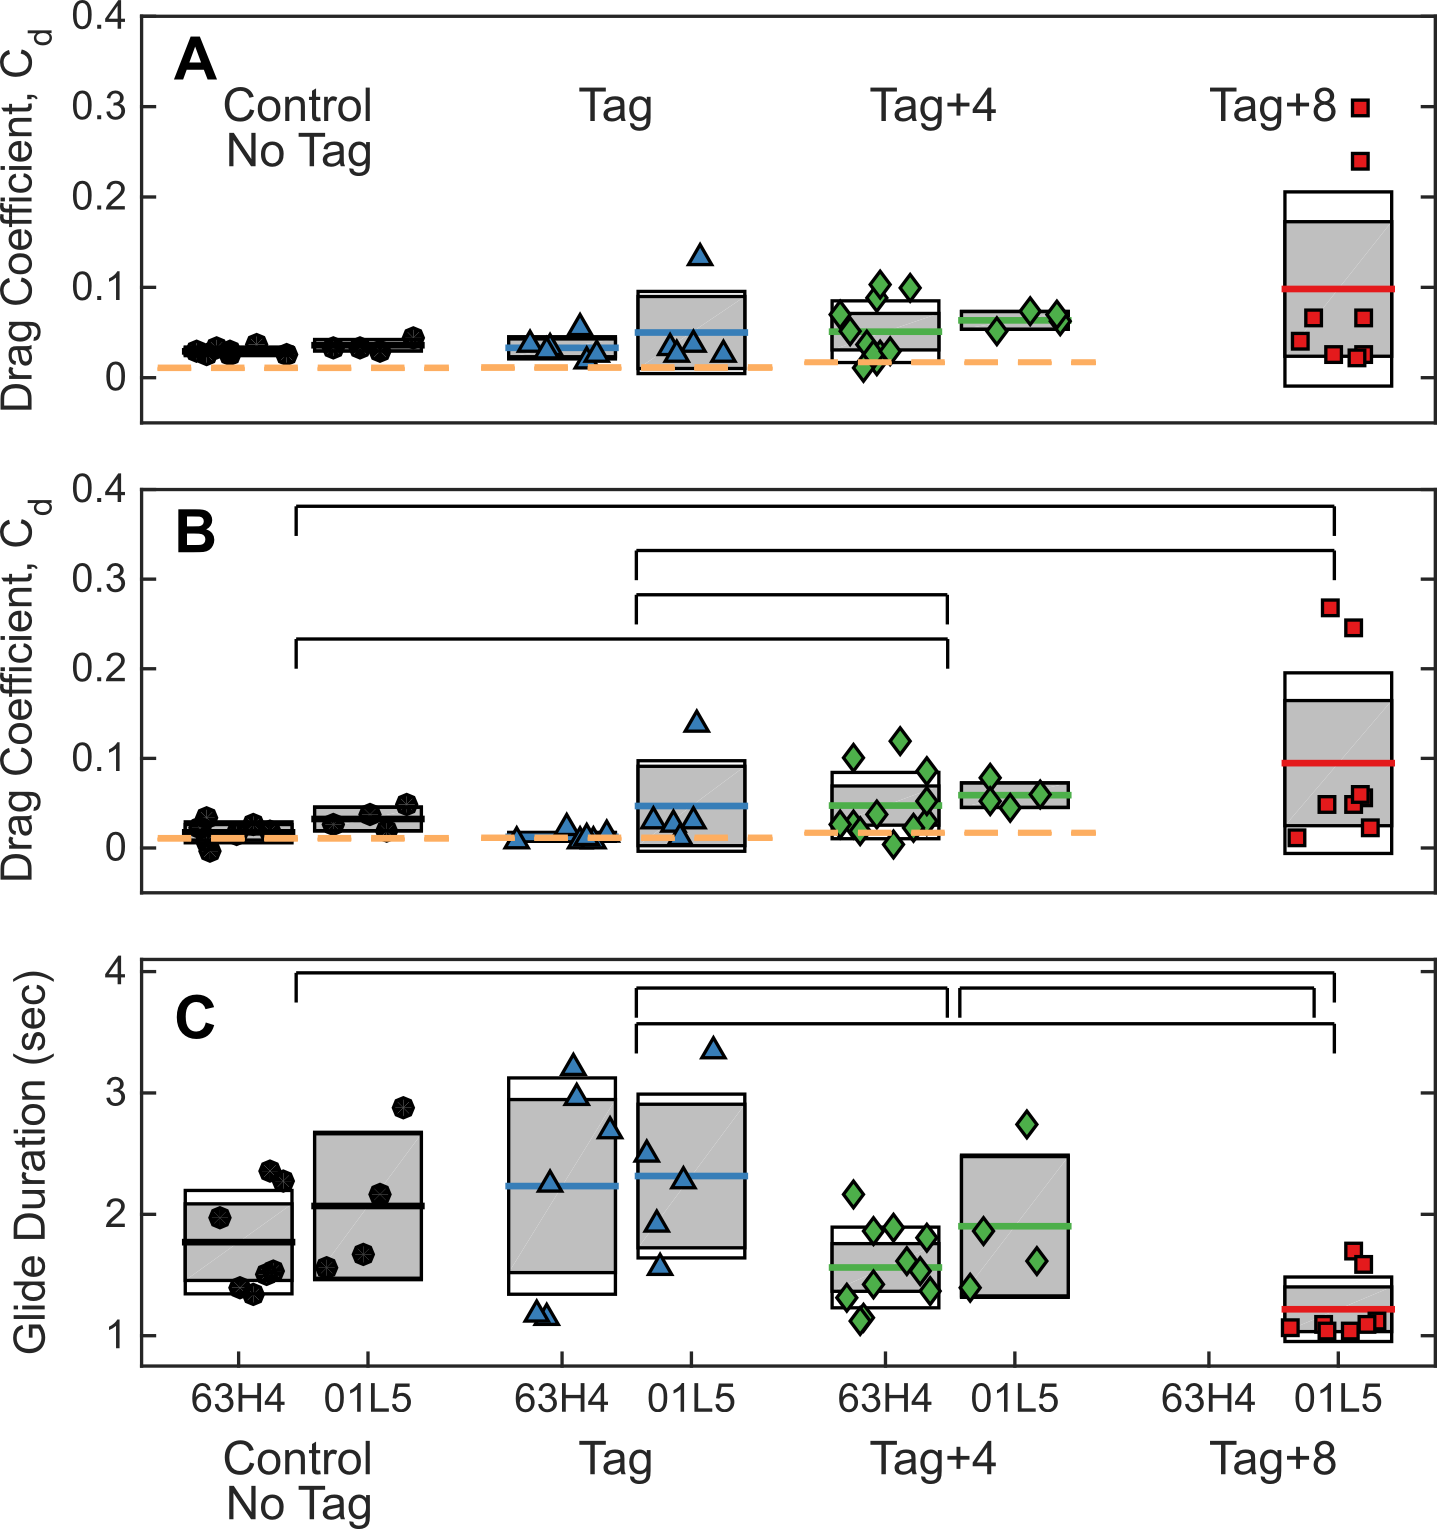 0.4
A
0.3
Control
No Tag
Tag
Tag+4
Tag+8
0.2
0.1
0
Drag Coefficient, Cd
0.4
B
0.3
0.2
0.1
0
Drag Coefficient, Cd
4
C
3
2
1
Glide Duration (sec)
63H4 01L5 63H4 01L5 63H4 01L5 63H4 01L5
Control
No Tag
Tag
Tag+4
Tag+8